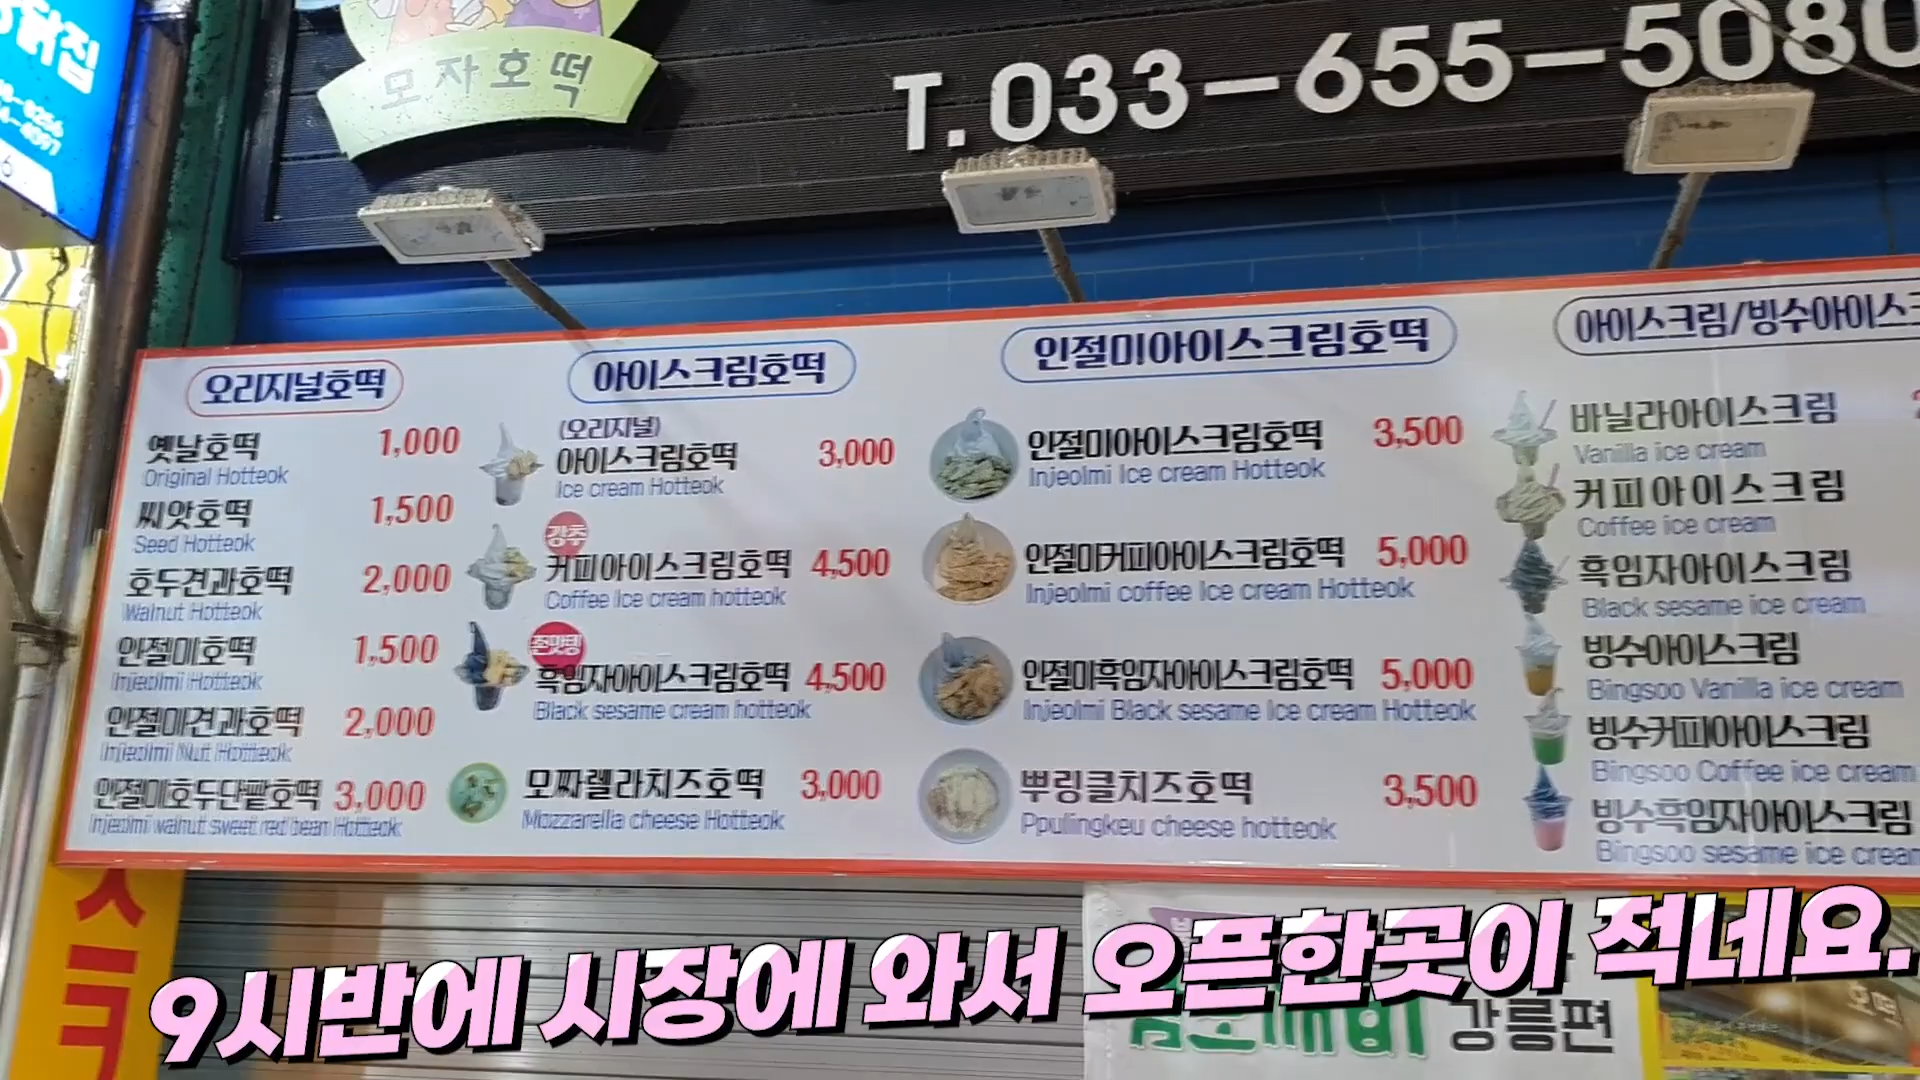 모자호떡
T.033-655-5080
닭집
오리지널호떡
옛날호떡 1,000
Original Hotteok
씨앗호떡 1,500
Seed Hotteok
호두견과호떡 2,000
Walnut Hotteok
인절미호떡 1,500
Injeolmi Hotteok
인절미견과호떡 2,000
Injeolmi Nut Hotteok
인절미호두단팥호떡 3,000
Injeolmi walnut sweet red bean Hotteok
아이스크림호떡
(오리지널)
아이스크림호떡 3,000
Ice cream Hotteok
강추
커피아이스크림호떡 4,500
Coffee Ice cream hotteok
존맛탱
흑임자아이스크림호떡 4,500
Black sesame cream hotteok
모짜렐라치즈호떡 3,000
Mozzarella cheese Hotteok
인절미아이스크림호떡
인절미아이스크림호떡 3,500
Injeolmi Ice cream Hotteok
인절미커피아이스크림호떡 5,000
Injeolmi coffee Ice cream Hotteok
인절미흑임자아이스크림호떡 5,000
Injeolmi Black sesame Ice cream Hotteok
뿌링클치즈호떡 3,500
Ppulingkeu cheese hotteok
아이스크림/빙수아이스크
바닐라아이스크림
Vanilla ice cream
커피아이스크림
Coffee ice cream
흑임자아이스크림
Black sesame ice cream
빙수아이스크림
Bingsoo Vanilla ice cream
빙수커피아이스크림
Bingsoo Coffee ice cream
빙수흑임자아이스크림
Bingsoo sesame ice cream
9시반에 시장에 와서 오픈한곳이 적네요.
강릉편